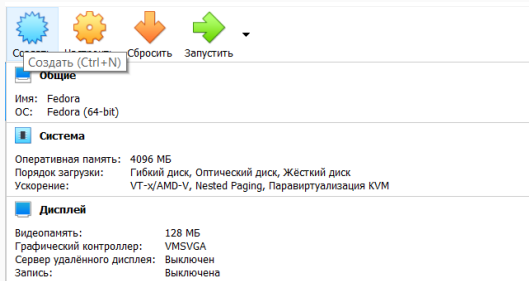 Сбросить Запустить
Создать (Ctrl+N)
Общие
Имя: Fedora
ОС: Fedora (64-bit)
Система
Оперативная память: 4096 МБ
Порядок загрузки: Гибкий диск, Оптический диск, Жёсткий диск
Ускорение: VT-x/AMD-V, Nested Paging, Паравиртуализация KVM
Дисплей
Видеопамять: 128 МБ
Графический контроллер: VMSVGA
Сервер удалённого дисплея: Выключен
Запись: Выключена